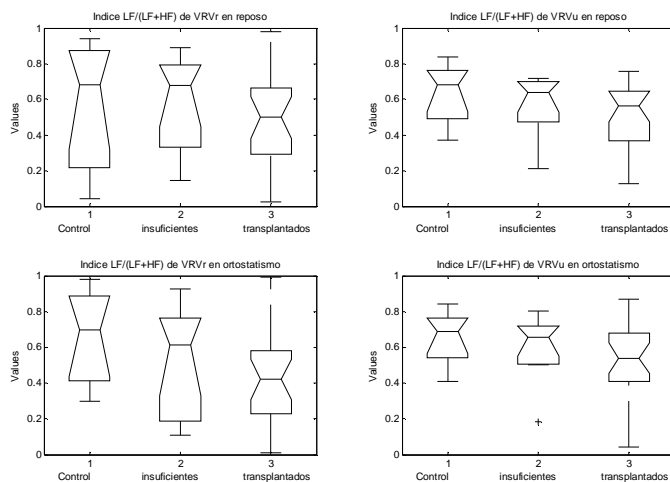 Indice LF/(LF+HF) de VRVr en reposo
1
0.8
0.6
0.4
0.2
0
Values
1 2 3
Control insuficientes transplantados
Indice LF/(LF+HF) de VRVu en reposo
1
0.8
0.6
0.4
0.2
0
Values
1 2 3
Control insuficientes transplantados
Indice LF/(LF+HF) de VRVr en ortostatismo
1
0.8
0.6
0.4
0.2
0
Values
1 2 3
Control insuficientes transplantados
Indice LF/(LF+HF) de VRVu en ortostatismo
1
0.8
0.6
0.4
0.2
0
Values
1 2 3
Control insuficientes transplantados